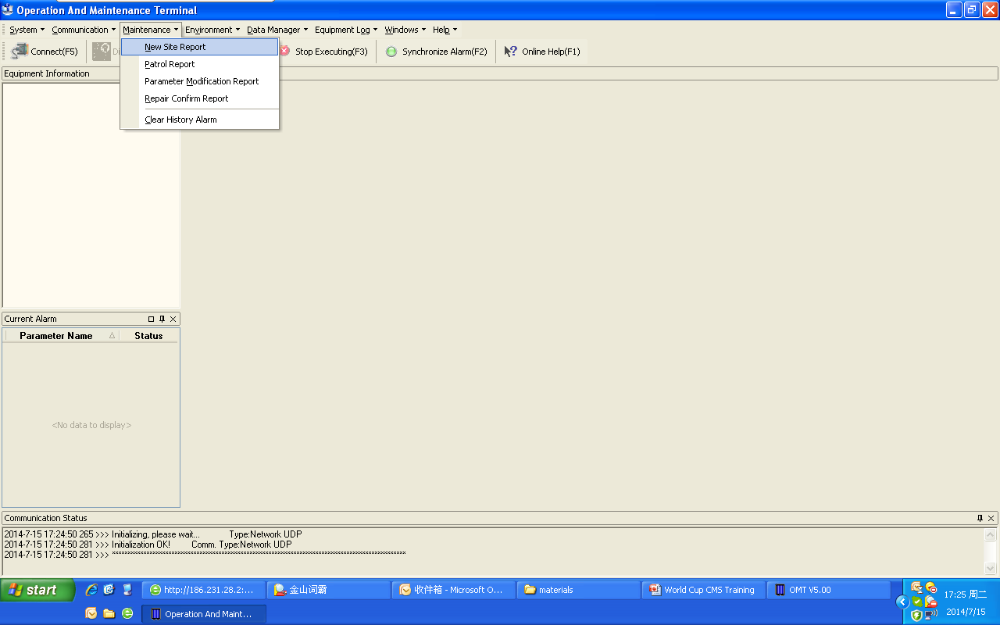 Operation And Maintenance Terminal
System Communication Maintenance Environment Data Manager Equipment Log Windows Help
Connect(F5) Di Stop Executing(F3) Synchronize Alarm(F2) Online Help(F1)
New Site Report
Patrol Report
Parameter Modification Report
Repair Confirm Report
Clear History Alarm
Equipment Information
Current Alarm
Parameter Name Status
<No data to display>
Communication Status
2014-7-15 17:24:50 265 >>> Initializing, please wait... Type:Network UDP
2014-7-15 17:24:50 281 >>> Initialization OK! Comm. Type:Network UDP
2014-7-15 17:24:50 281 >>>
start http://186.231.28.2:... 金山词霸 收件箱 - Microsoft O... materials World Cup CMS Training OMT V5.00
Operation And Maint...
17:25 周二
2014/7/15